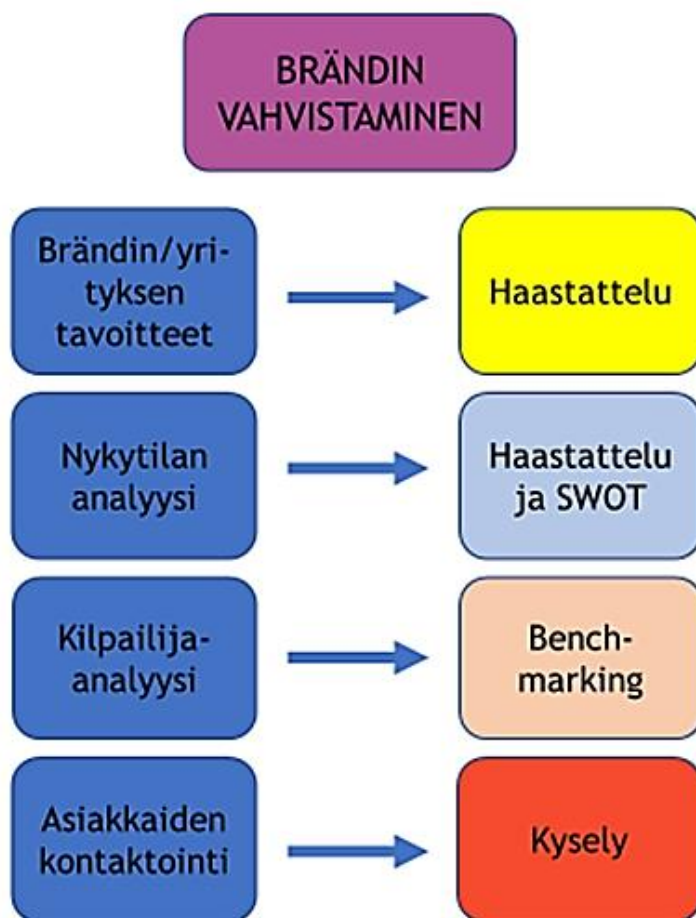 BRÄNDIN
VAHVISTAMINEN
Brändin/yri-
tyksen
tavoitteet
Haastattelu
Nykytilan
analyysi
Haastattelu
ja SWOT
Kilpailija-
analyysi
Bench-
marking
Asiakkaiden
kontaktointi
Kysely